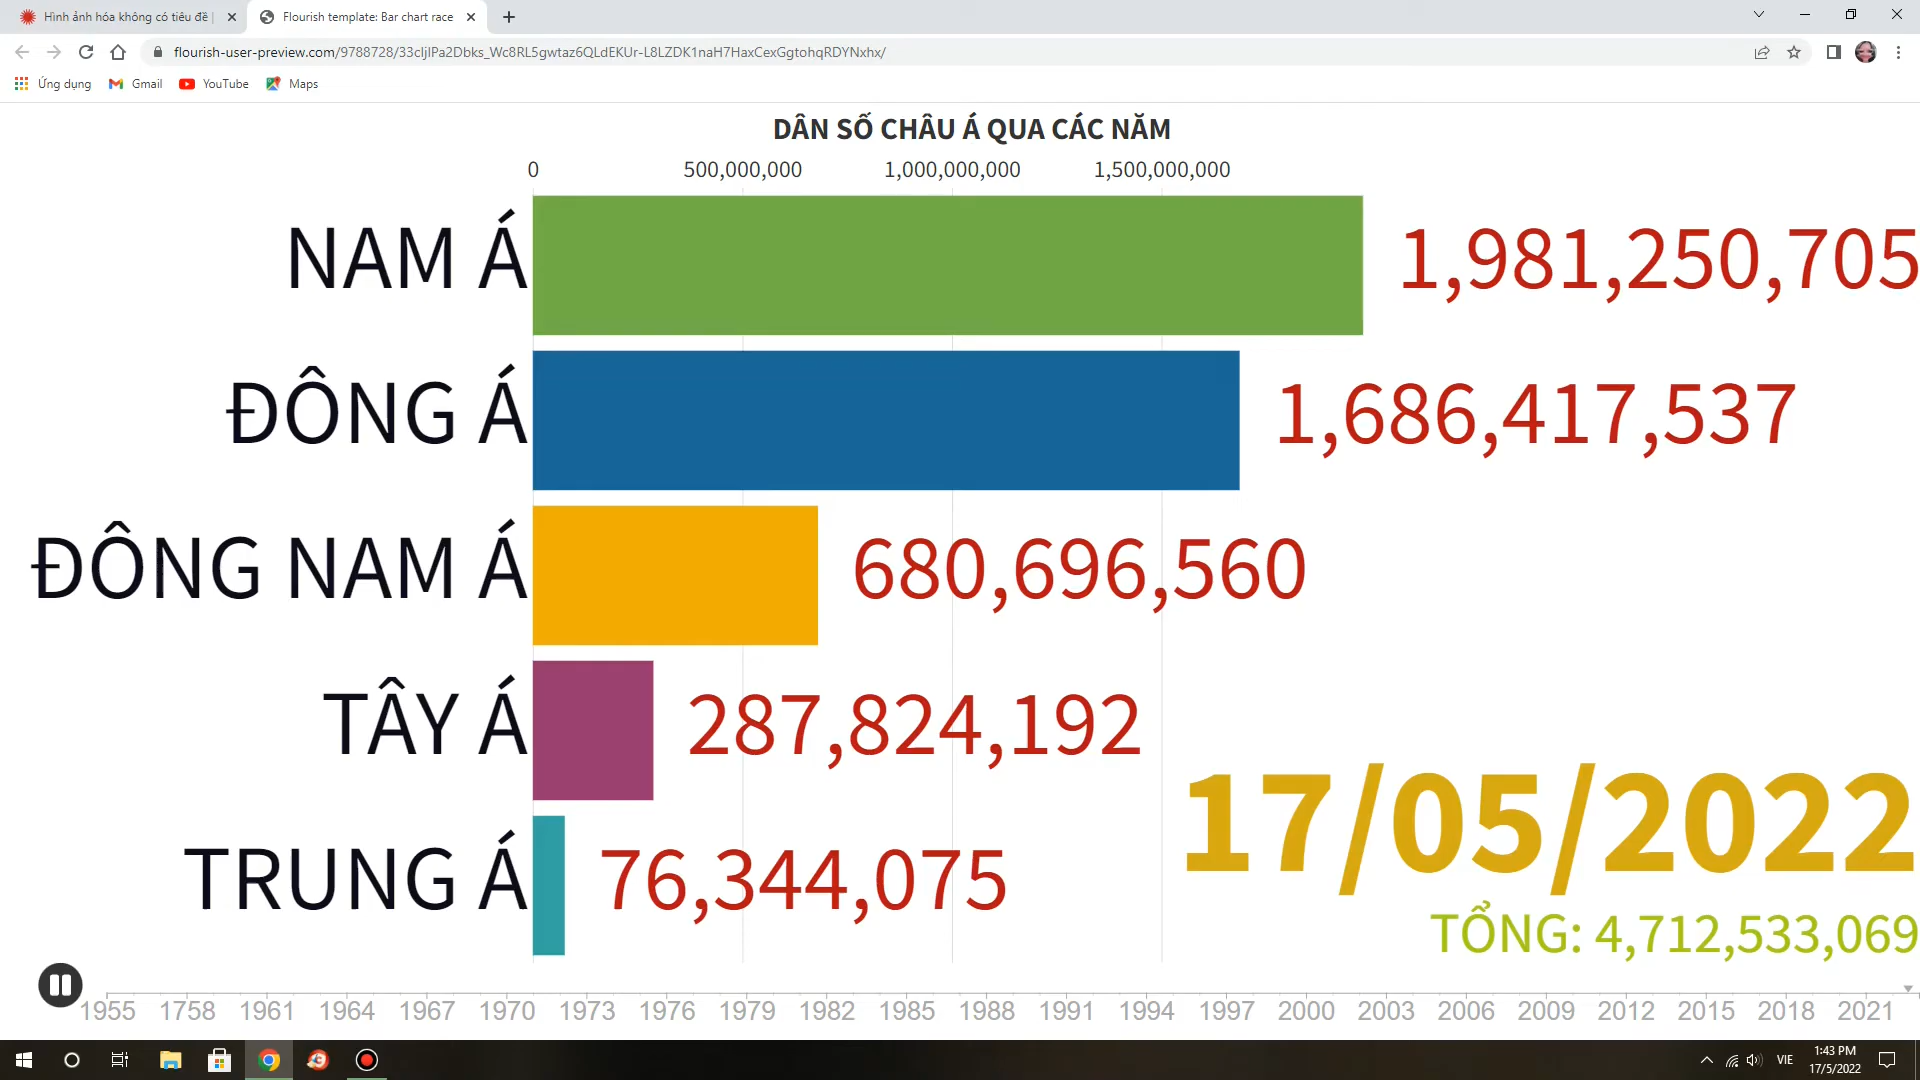 Hình ảnh hóa không có tiêu đề |
Flourish template: Bar chart race
flourish-user-preview.com/9788728/33cljlPa2Dbks_Wc8RL5gwtaz6QLdEKUr-L8LZDK1naH7HaxCexGgtohqRDYNxhx/
Ứng dụng
Gmail
YouTube
Maps
DÂN SỐ CHÂU Á QUA CÁC NĂM
0 500,000,000 1,000,000,000 1,500,000,000
NAM Á 1,981,250,705
ĐÔNG Á 1,686,417,537
ĐÔNG NAM Á 680,696,560
TÂY Á 287,824,192
TRUNG Á 76,344,075
17/05/2022
TỔNG: 4,712,533,069
1955 1758 1961 1964 1967 1970 1973 1976 1979 1982 1985 1988 1991 1994 1997 2000 2003 2006 2009 2012 2015 2018 2021
VIE
1:43 PM
17/5/2022